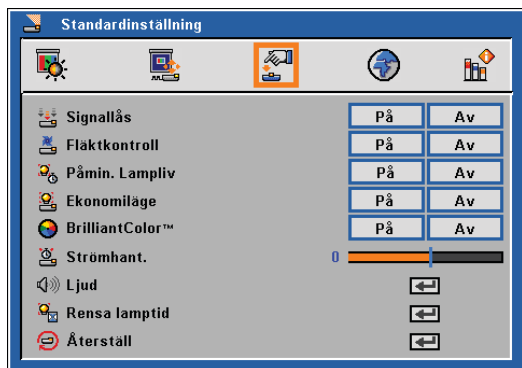 Standardinställning
Signallås På Av
Fläktkontroll På Av
Påmin. Lampliv På Av
Ekonomiläge På Av
BrilliantColor™ På Av
Strömhant. 0
Ljud
Rensa lamptid
Återställ